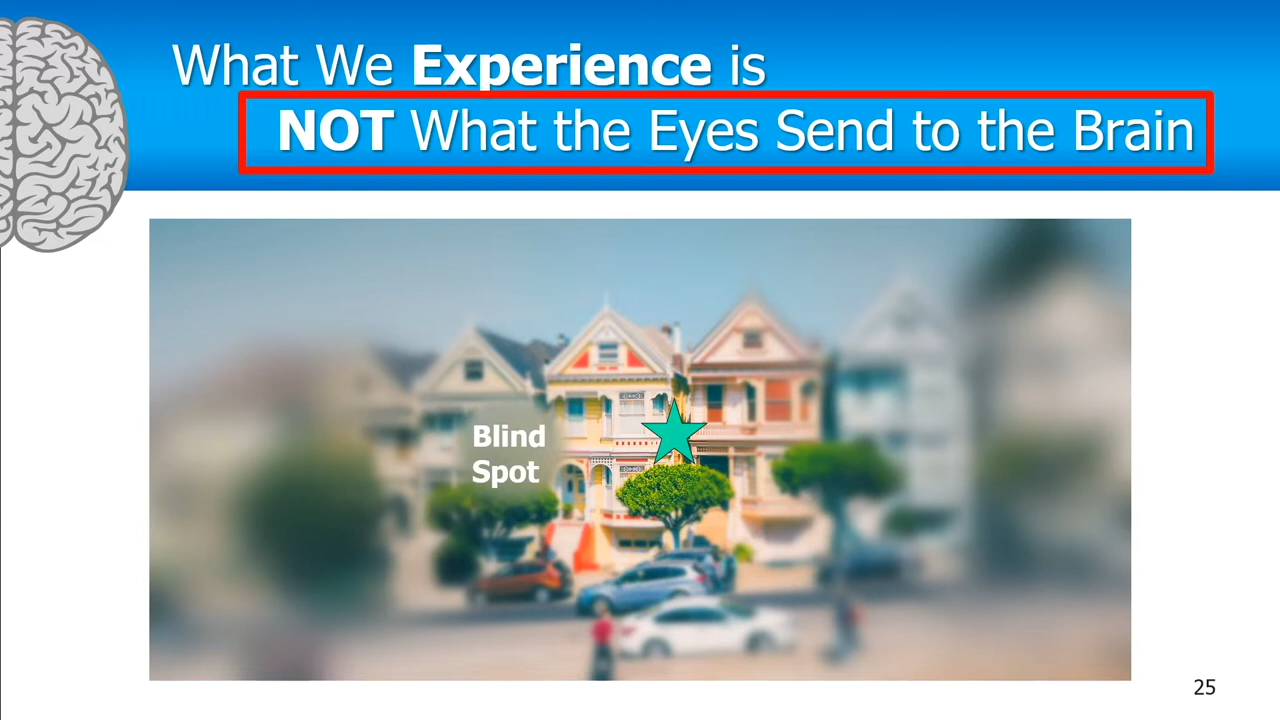 What We Experience is
NOT What the Eyes Send to the Brain
Blind
Spot
25